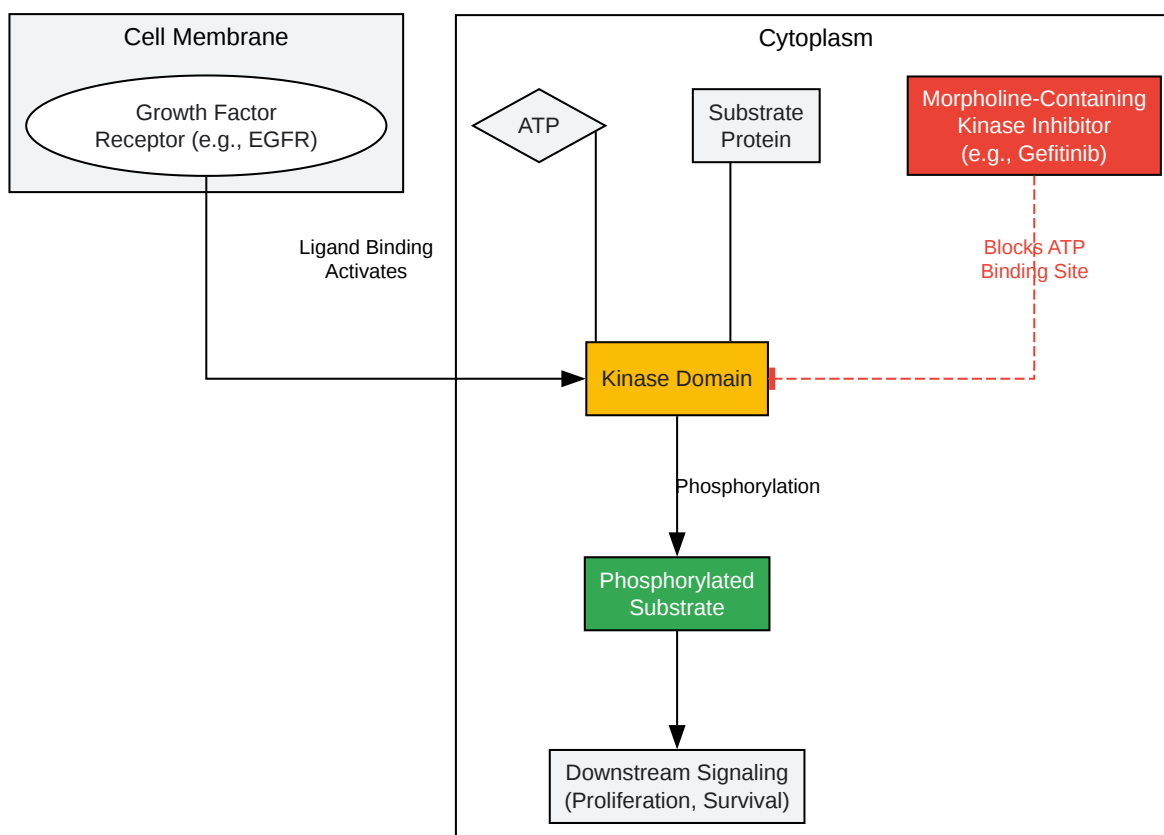 Cell Membrane
Growth Factor
Receptor (e.g., EGFR)
Cytoplasm
ATP
Substrate
Protein
Morpholine-Containing
Kinase Inhibitor
(e.g., Gefitinib)
Ligand Binding
Activates
Blocks ATP
Binding Site
Kinase Domain
Phosphorylation
Phosphorylated
Substrate
Downstream Signaling
(Proliferation, Survival)